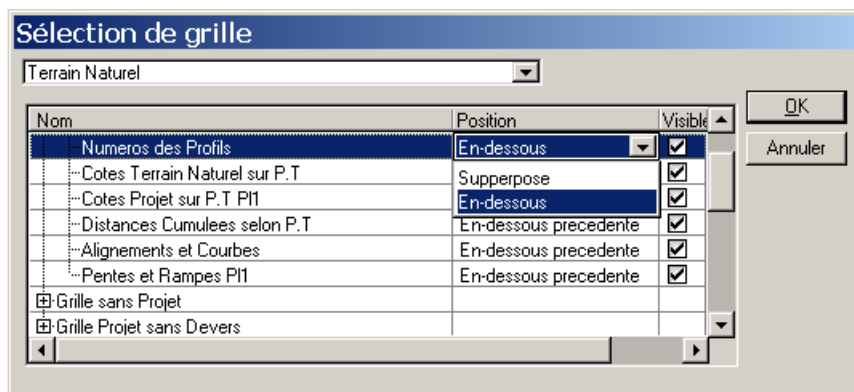 Sélection de grille
Terrain Naturel
Nom Position Visible
OK
Numeros des Profils En-dessous
Annuler
Cotes Terrain Naturel sur P.T Supperpose
Cotes Projet sur P.T Pl1 En-dessous
Distances Cumulees selon P.T En-dessous precedente
Alignements et Courbes En-dessous precedente
Pentes et Rampes Pl1 En-dessous precedente
Grille sans Projet
Grille Projet sans Devers